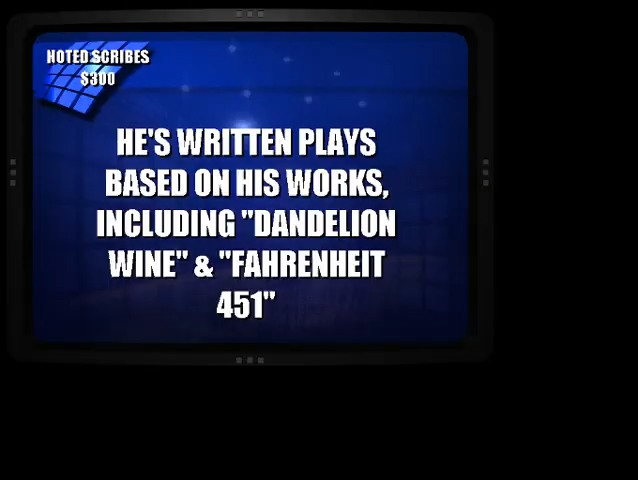 NOTED SCRIBES
$300
HE'S WRITTEN PLAYS
BASED ON HIS WORKS,
INCLUDING "DANDELION
WINE" & "FAHRENHEIT
451"